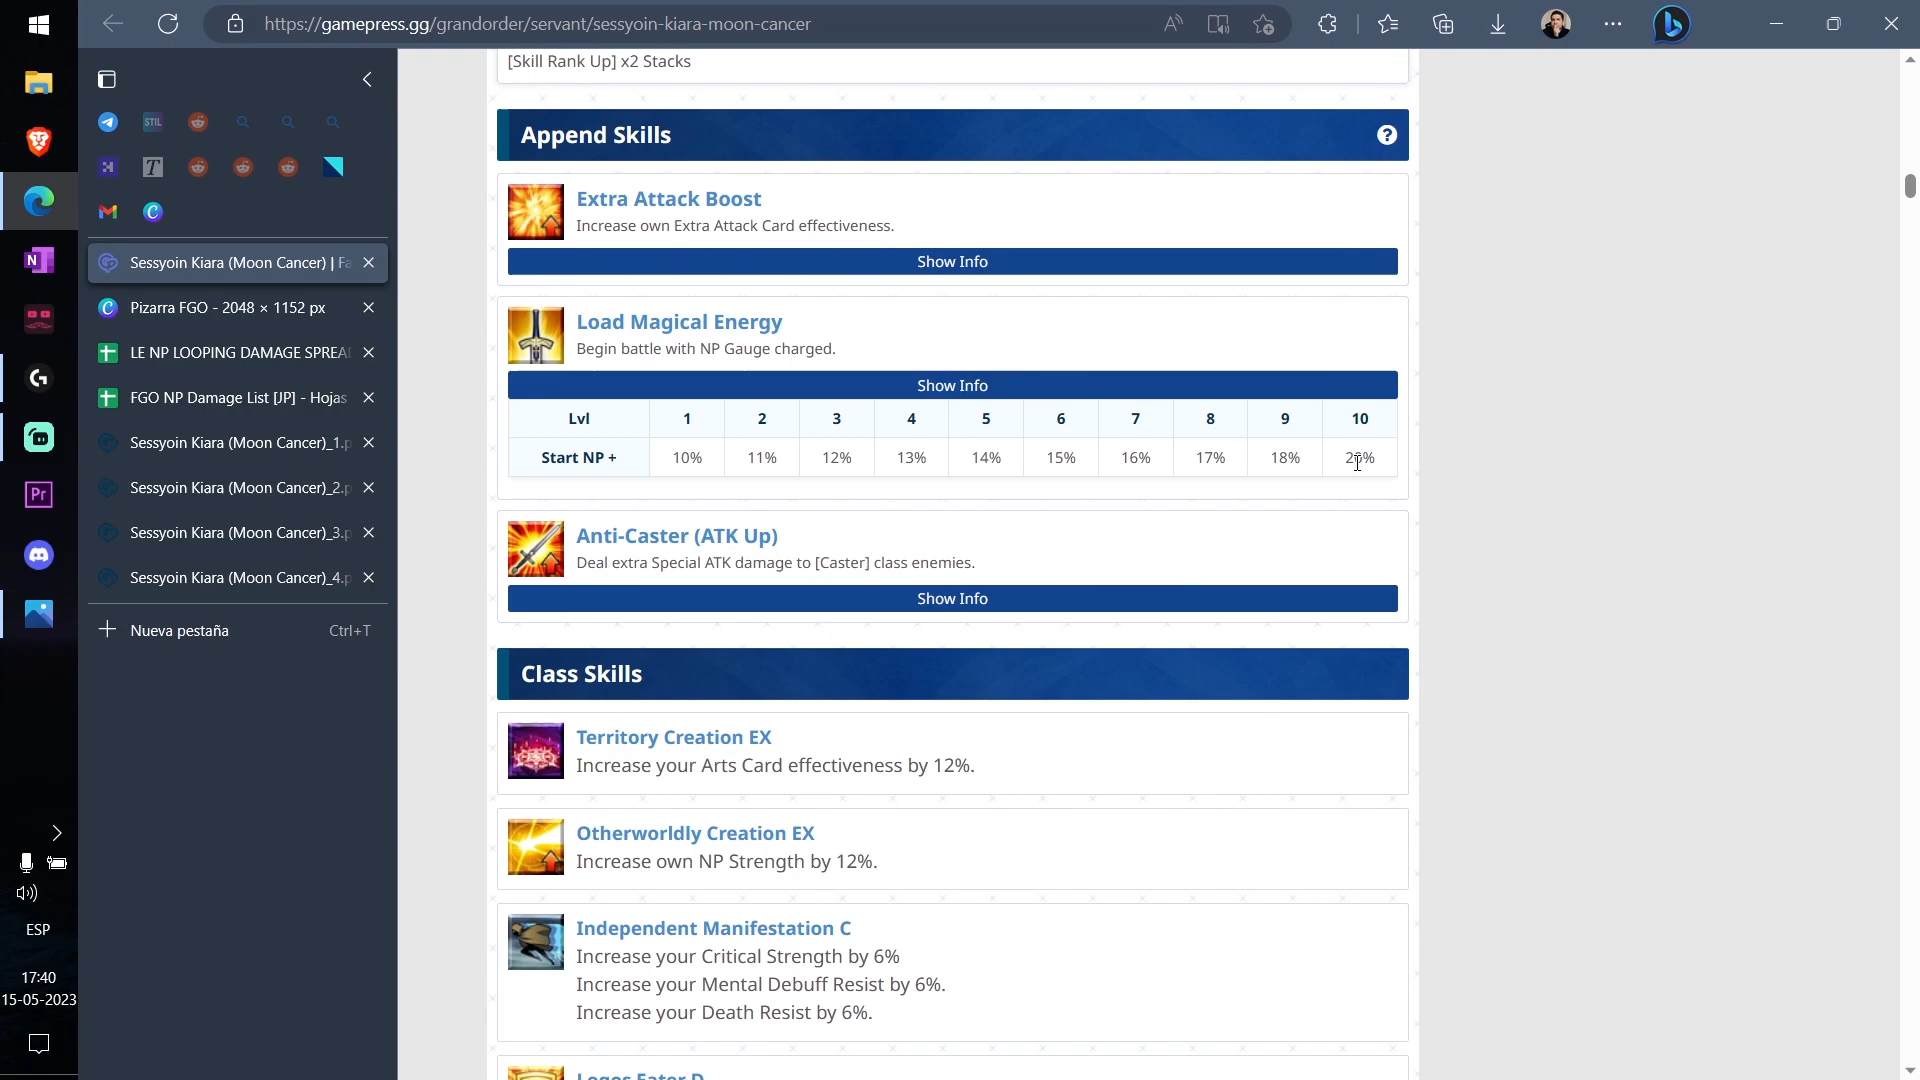 https://gamepress.gg/grandorder/servant/sessyoin-kiara-moon-cancer
[Skill Rank Up] x2 Stacks
STIL
Sessyoin Kiara (Moon Cancer) | Fa
Pizarra FGO - 2048 × 1152 px
LE NP LOOPING DAMAGE SPREA
FGO NP Damage List [JP] - Hojas
Sessyoin Kiara (Moon Cancer)_1.p
Sessyoin Kiara (Moon Cancer)_2.p
Sessyoin Kiara (Moon Cancer)_3.p
Sessyoin Kiara (Moon Cancer)_4.p
Nueva pestaña Ctrl+T
Append Skills
Extra Attack Boost
Increase own Extra Attack Card effectiveness.
Show Info
Load Magical Energy
Begin battle with NP Gauge charged.
Show Info
Lvl 1 2 3 4 5 6 7 8 9 10
Start NP + 10% 11% 12% 13% 14% 15% 16% 17% 18% 20%
Anti-Caster (ATK Up)
Deal extra Special ATK damage to [Caster] class enemies.
Show Info
Class Skills
Territory Creation EX
Increase your Arts Card effectiveness by 12%.
Otherworldly Creation EX
Increase own NP Strength by 12%.
Independent Manifestation C
Increase your Critical Strength by 6%
Increase your Mental Debuff Resist by 6%.
Increase your Death Resist by 6%.
Logos Eater D
N
Pr
ESP
17:40
15-05-2023